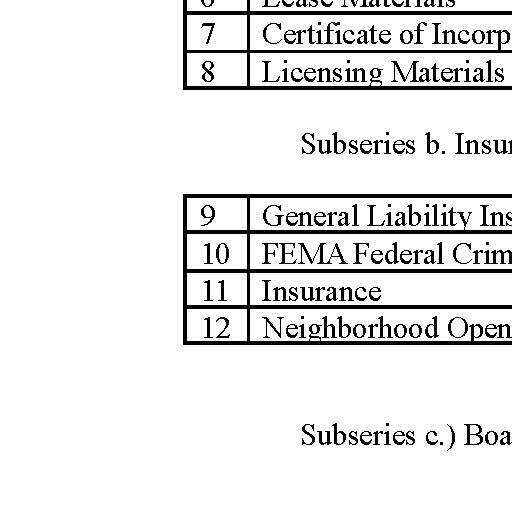 6 Lease Materials
7 Certificate of Incorp
8 Licensing Materials
Subseries b. Insur
9 General Liability Ins
10 FEMA Federal Crim
11 Insurance
12 Neighborhood Open
Subseries c.) Boa